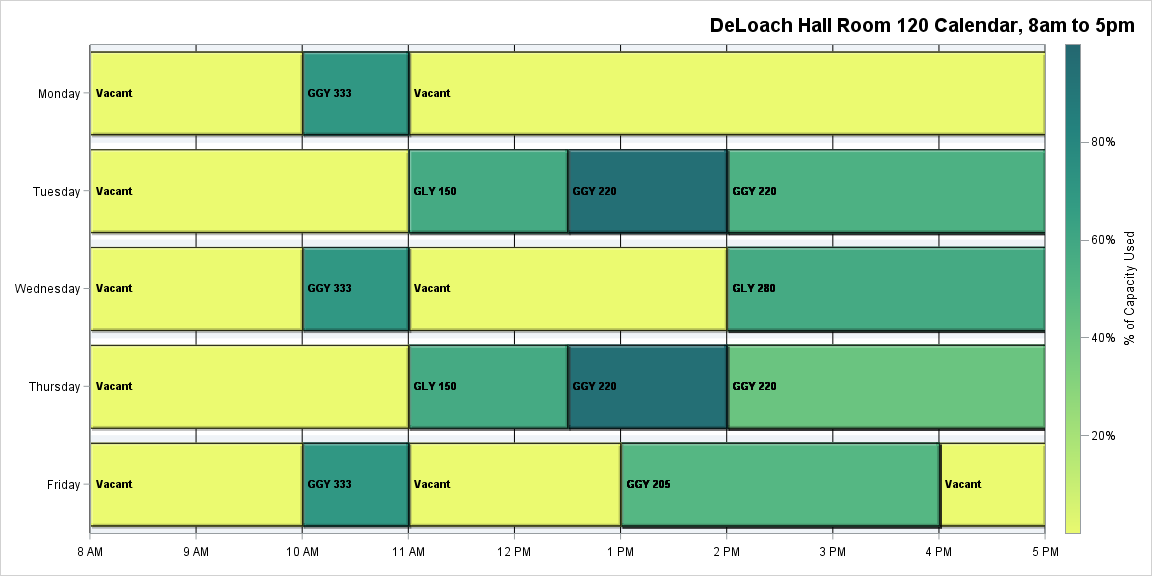 DeLoach Hall Room 120 Calendar, 8am to 5pm
Monday
Vacant
GGY 333
Vacant
Tuesday
Vacant
GLY 150
GGY 220
GGY 220
Wednesday
Vacant
GGY 333
Vacant
GLY 280
Thursday
Vacant
GLY 150
GGY 220
GGY 220
Friday
Vacant
GGY 333
Vacant
GGY 205
Vacant
8 AM
9 AM
10 AM
11 AM
12 PM
1 PM
2 PM
3 PM
4 PM
5 PM
80%
60%
40%
20%
% of Capacity Used